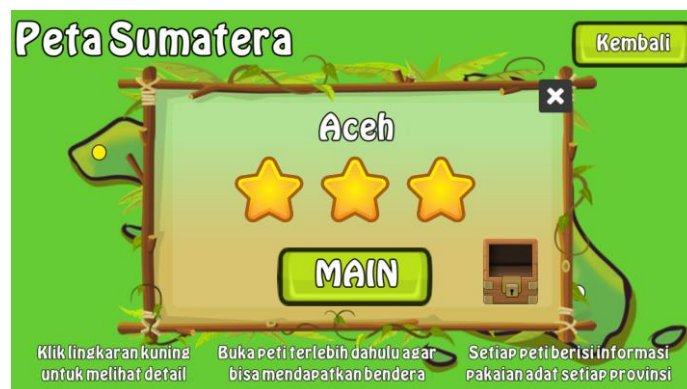 Peta Sumatera
Kembali
Aceh
MAIN
Klik lingkaran kuning
untuk melihat detail
Buka peti terlebih dahulu agar
bisa mendapatkan bendera
Setiap peti berisi informasi
pakaian adat setiap provinsi